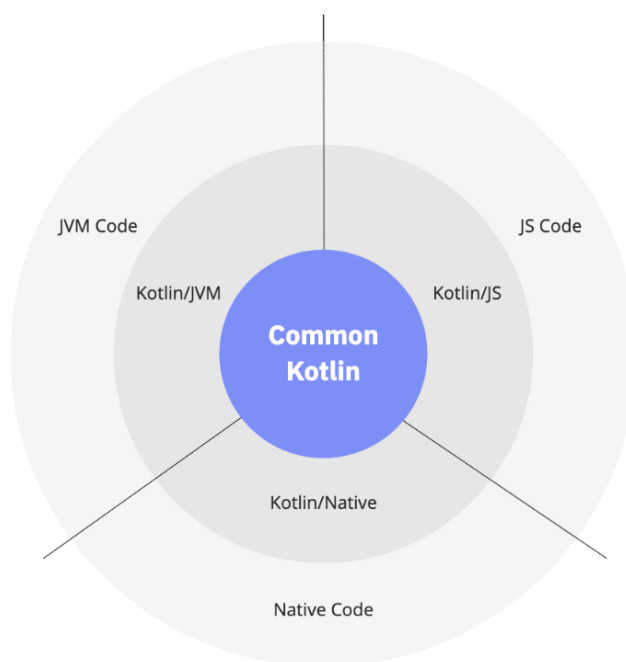 JVM Code
JS Code
Kotlin/JVM
Kotlin/JS
Common
Kotlin
Kotlin/Native
Native Code